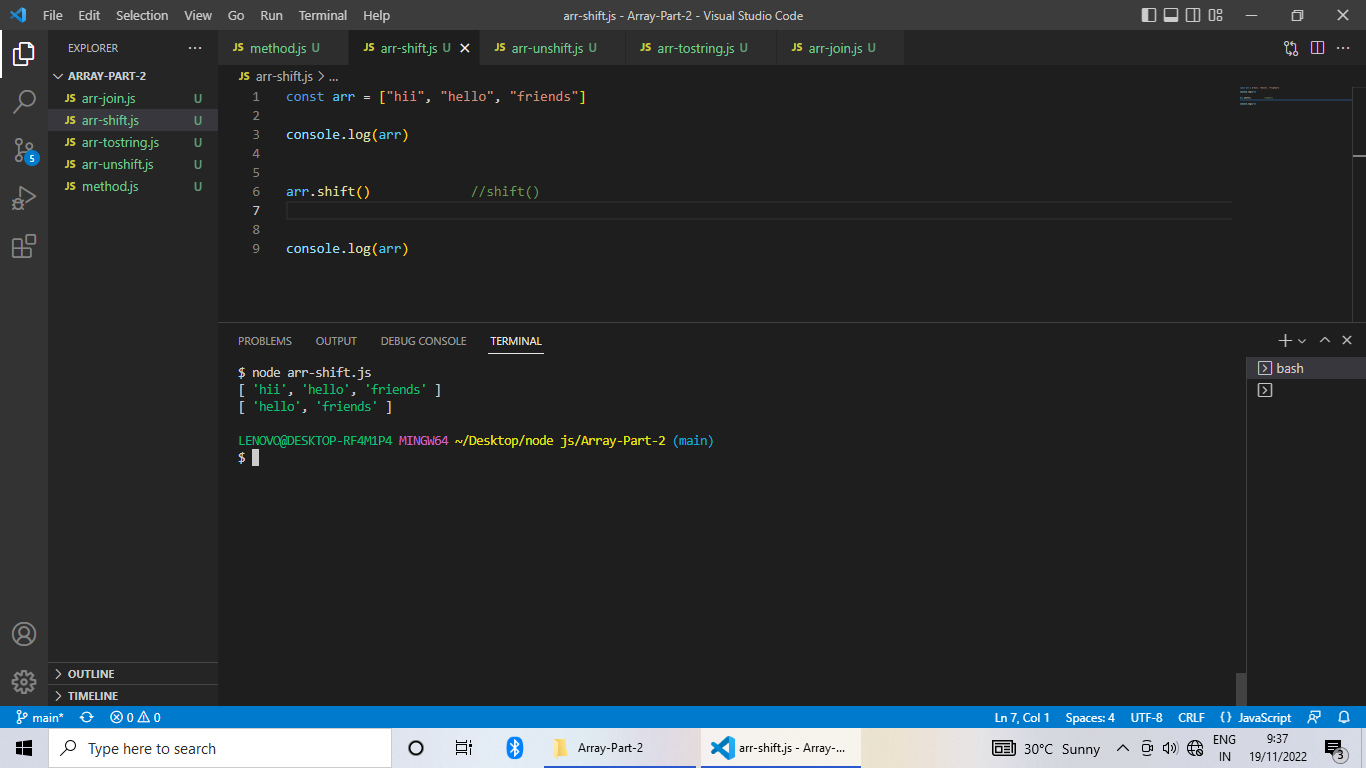 File Edit Selection View Go Run Terminal Help arr-shift.js - Array-Part-2 - Visual Studio Code
EXPLORER ...
ARRAY-PART-2
JS arr-join.js U
JS arr-shift.js U
JS arr-tostring.js U
JS arr-unshift.js U
JS method.js U
OUTLINE
TIMELINE
JS method.js U JS arr-shift.js U JS arr-unshift.js U JS arr-tostring.js U JS arr-join.js U
JS arr-shift.js > ...
1 const arr = ["hii", "hello", "friends"]
2
3 console.log(arr)
4
5
6 arr.shift() //shift()
7
8
9 console.log(arr)
PROBLEMS OUTPUT DEBUG CONSOLE TERMINAL
$ node arr-shift.js
[ 'hii', 'hello', 'friends' ]
[ 'hello', 'friends' ]
LENOVO@DESKTOP-RF4M1P4 MINGW64 ~/Desktop/node js/Array-Part-2 (main)
$
bash
5
main* 0 0 Ln 7, Col 1 Spaces: 4 UTF-8 CRLF {} JavaScript
Type here to search Array-Part-2 arr-shift.js - Array-... 30°C Sunny ENG IN 9:37 19/11/2022 3